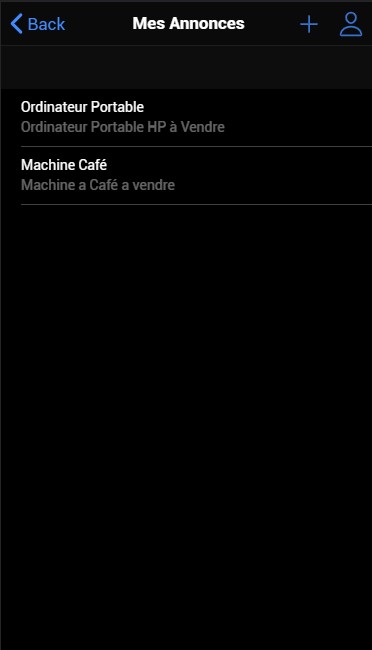 Back
Mes Annonces
Ordinateur Portable
Ordinateur Portable HP à Vendre
Machine Café
Machine a Café a vendre